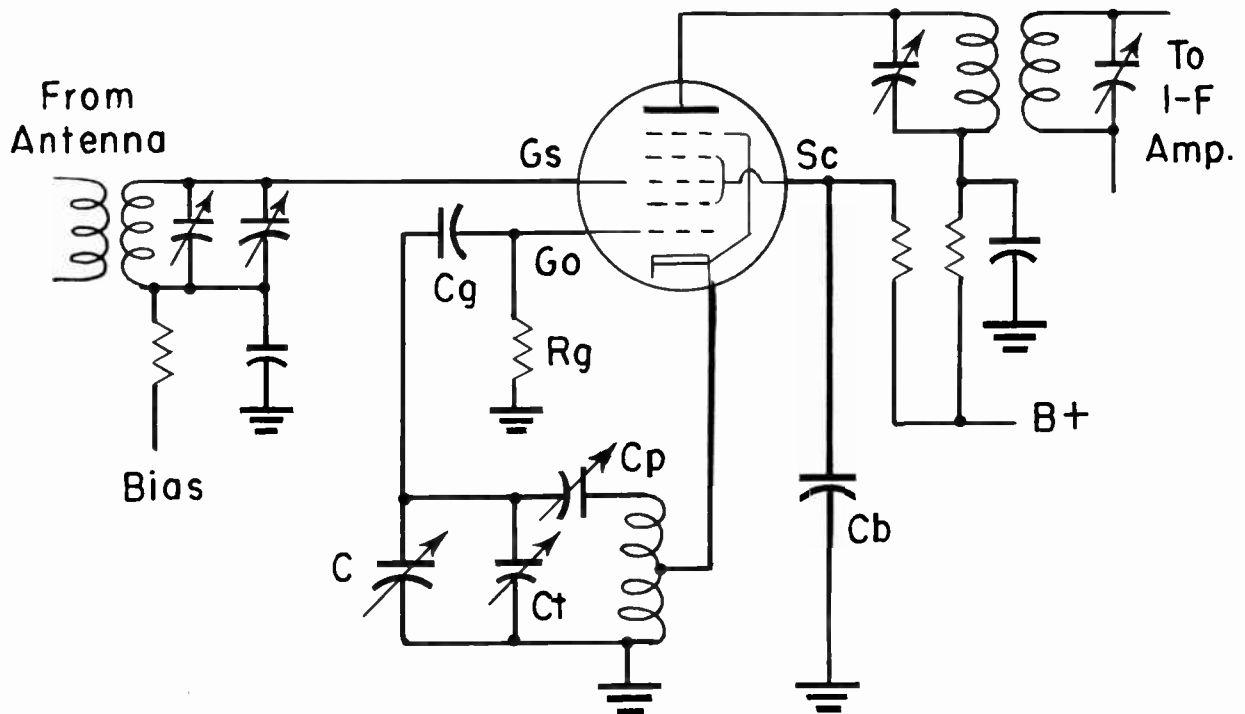 From
Antenna
Gs
Sc
To
I-F
Amp.
Go
Cg
Rg
B+
Bias
Cp
C
Ct
Cb